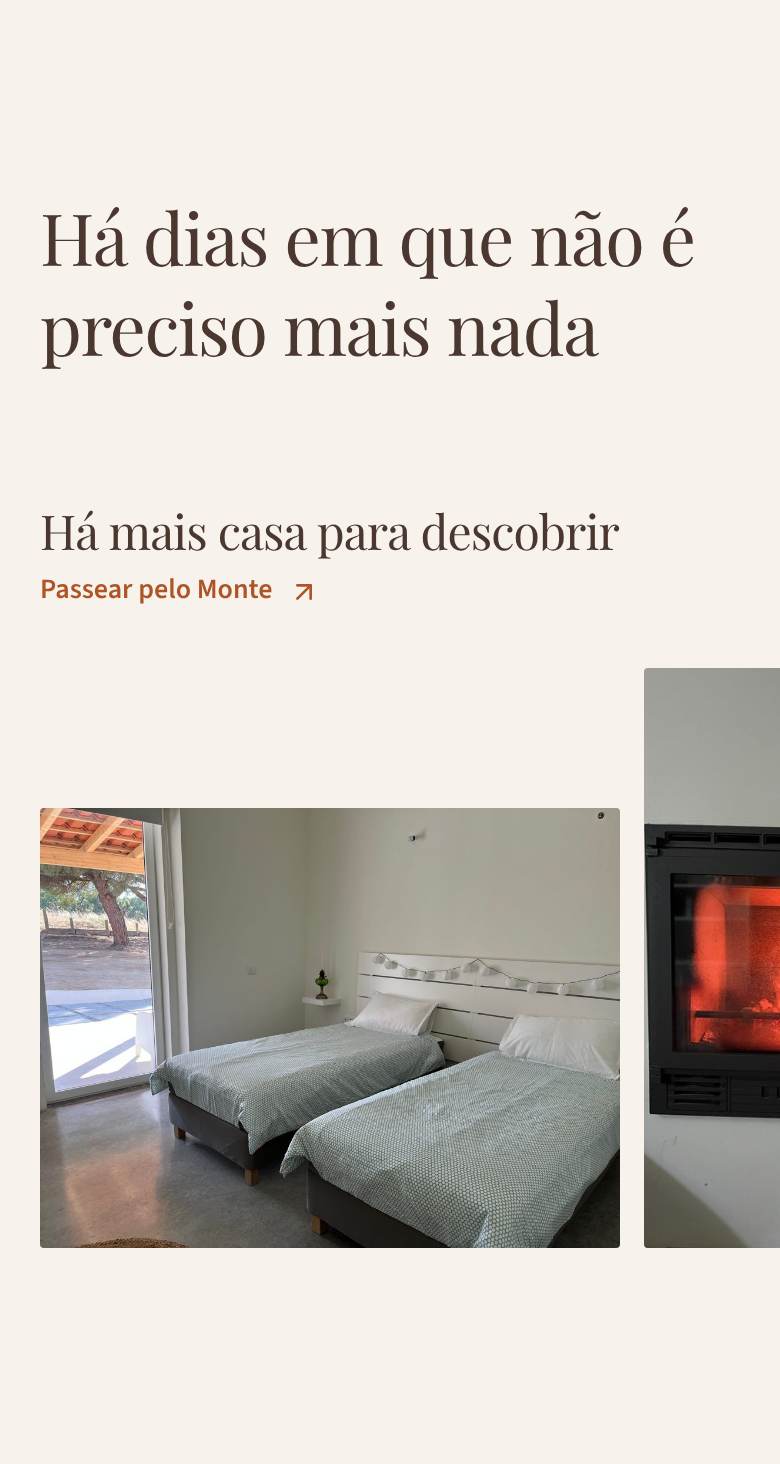 Há dias em que não é
preciso mais nada
Há mais casa para descobrir
Passear pelo Monte